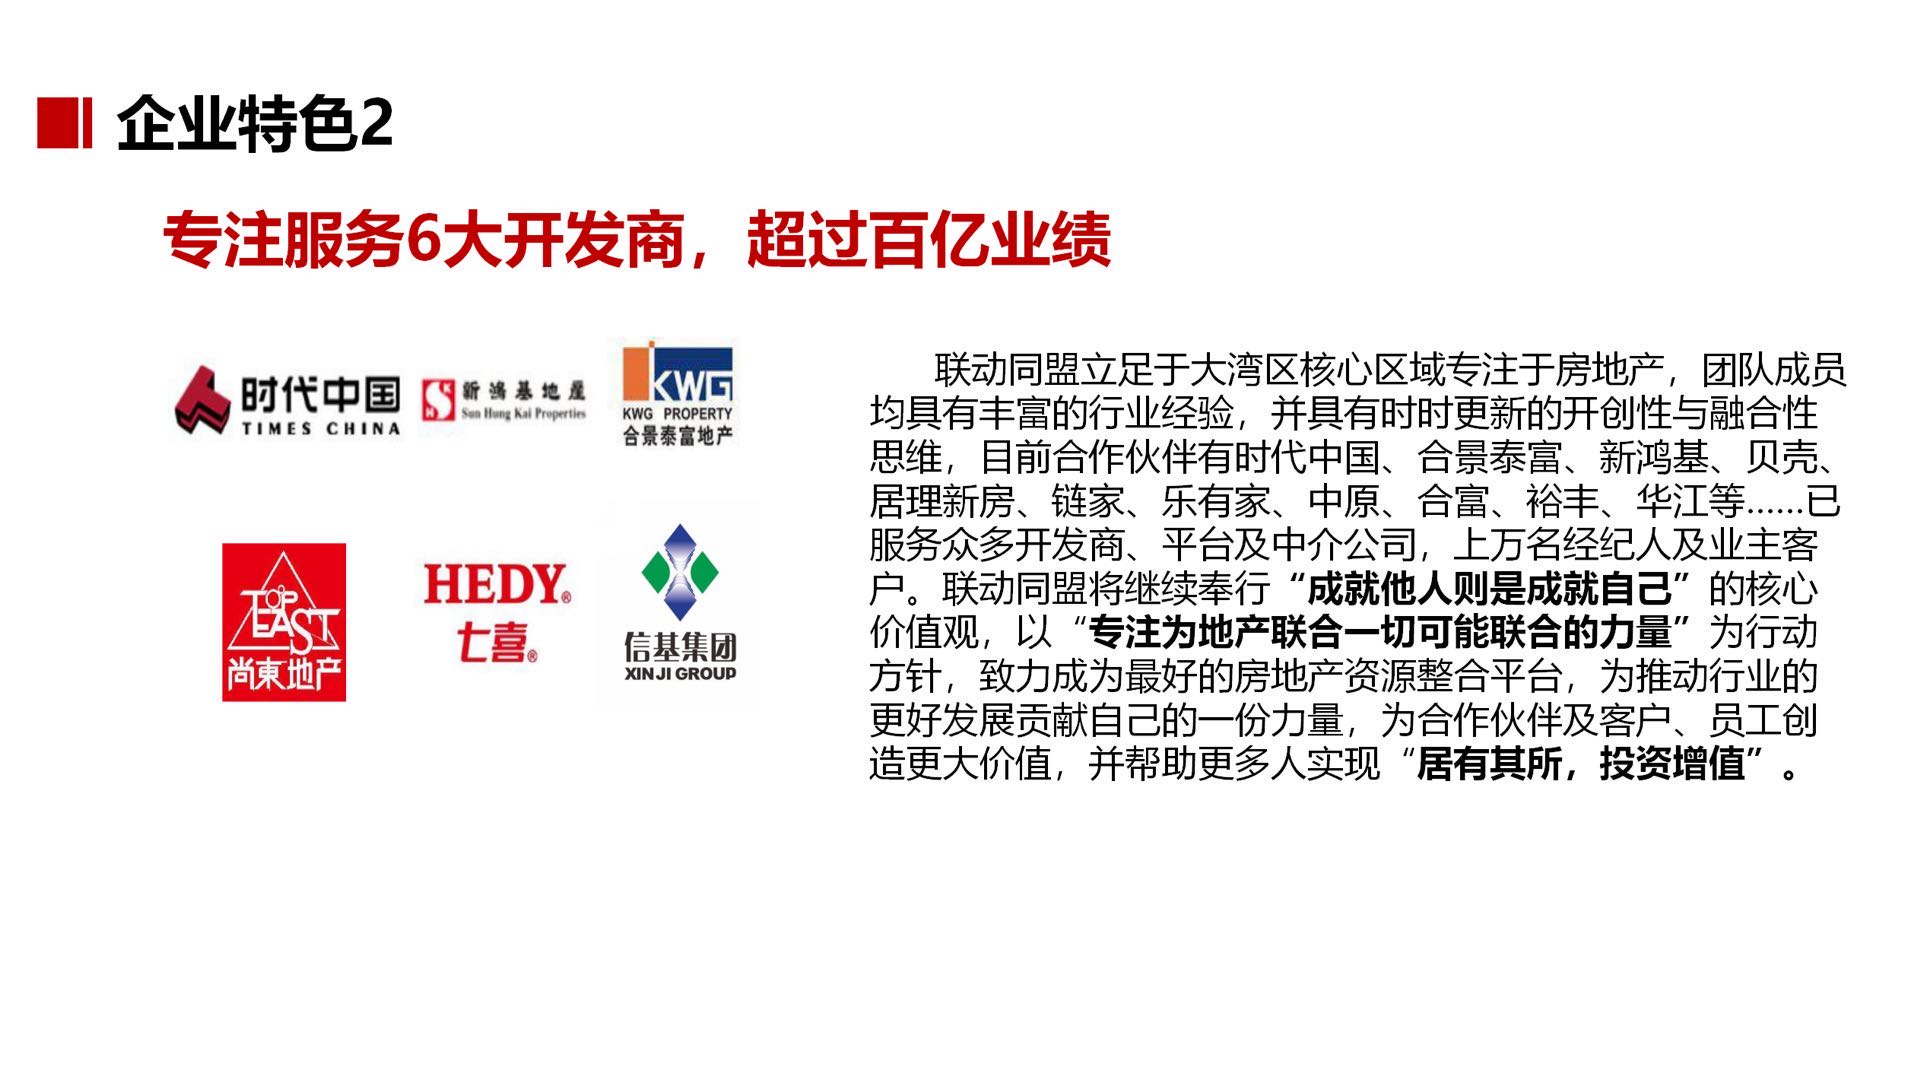 企业特色2
专注服务6大开发商，超过百亿业绩
时代中国
TIMES CHINA
新鸿基地產
Sun Hung Kai Properties
KWG
KWG PROPERTY
合景泰富地产
TOP
EAST
尚東地产
HEDY®
七喜®
信基集团
XINJI GROUP
联动同盟立足于大湾区核心区域专注于房地产，团队成员
均具有丰富的行业经验，并具有时时更新的开创性与融合性
思维，目前合作伙伴有时代中国、合景泰富、新鸿基、贝壳、
居理新房、链家、乐有家、中原、合富、裕丰、华江等……已
服务众多开发商、平台及中介公司，上万名经纪人及业主客
户。联动同盟将继续奉行“成就他人则是成就自己”的核心
价值观，以“专注为地产联合一切可能联合的力量”为行动
方针，致力成为最好的房地产资源整合平台，为推动行业的
更好发展贡献自己的一份力量，为合作伙伴及客户、员工创
造更大价值，并帮助更多人实现“居有其所，投资增值”。